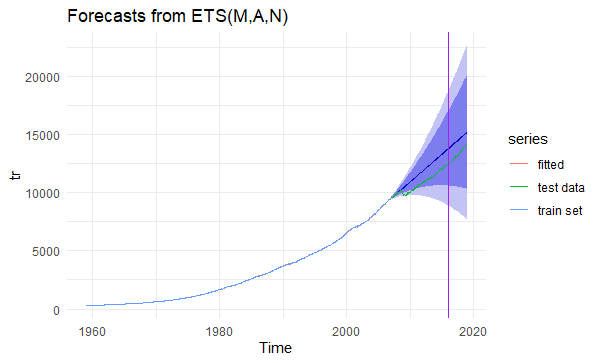 Forecasts from ETS(M,A,N)
20000
15000
10000
5000
0
tr
1960
1980
2000
2020
Time
series
fitted
test data
train set